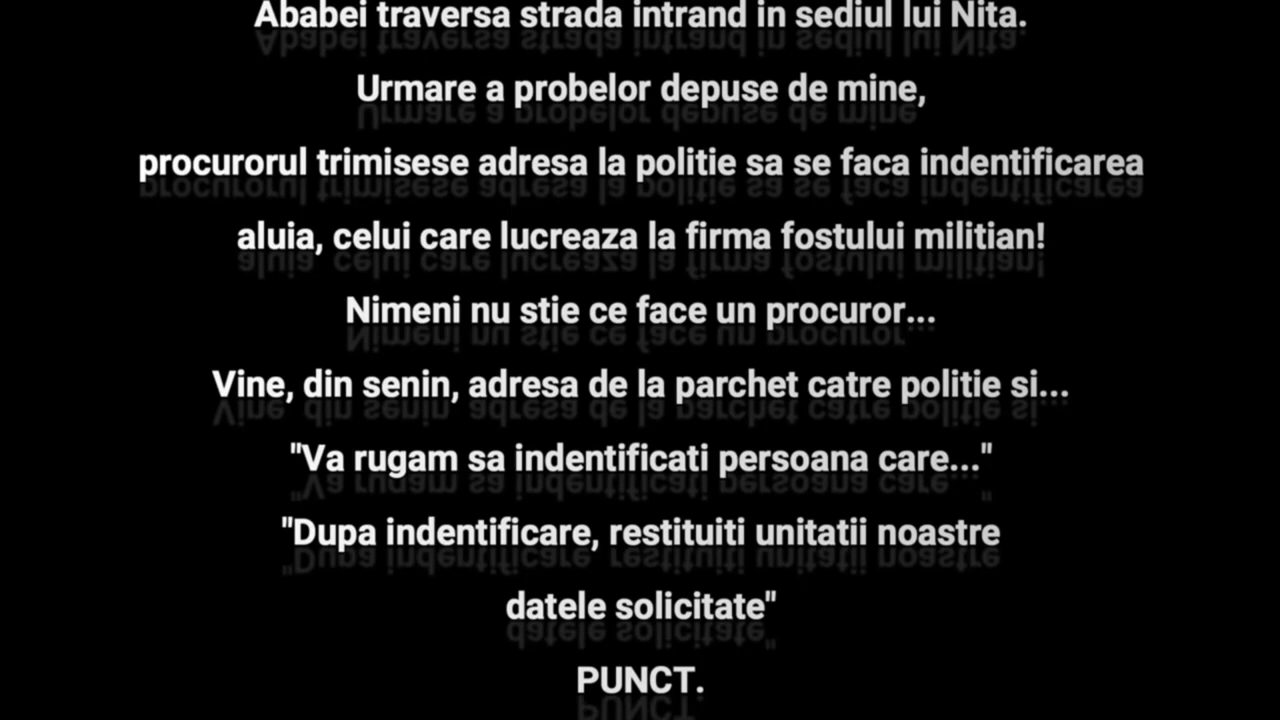 Ababei traversa strada intrand in sediul lui Nita.
Urmare a probelor depuse de mine,
procurorul trimisese adresa la politie sa se faca indentificarea
aluia, celui care lucreaza la firma fostului militian!
Nimeni nu stie ce face un procuror...
Vine, din senin, adresa de la parchet catre politie si...
"Va rugam sa indentificati persoana care..."
"Dupa indentificare, restituiti unitatii noastre
datele solicitate"
PUNCT.